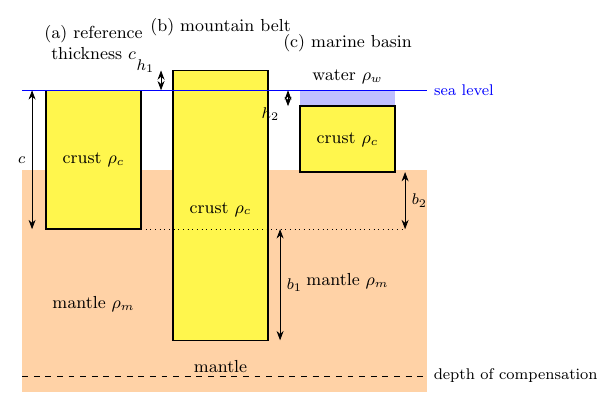 (a) reference
thickness c
(b) mountain belt
(c) marine basin
h₁
water ρw
sea level
h₂
c
crust ρc
crust ρc
crust ρc
b₂
b₁
mantle ρm
mantle ρm
mantle
depth of compensation